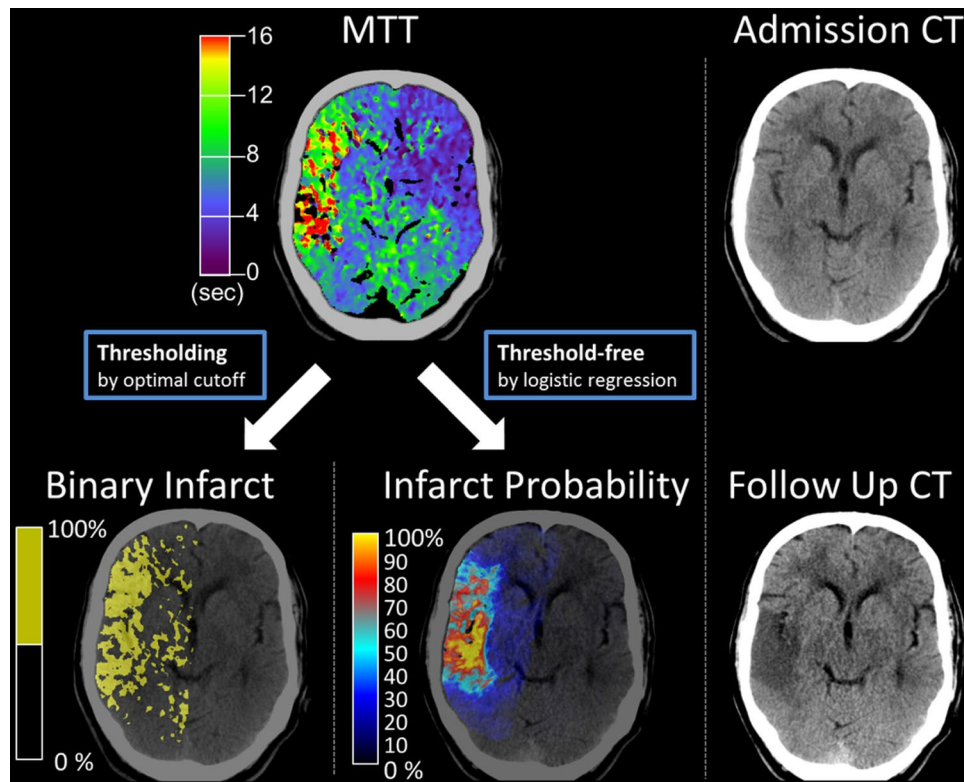 MTT
Admission CT
16
12
8
4
0
(sec)
Thresholding
by optimal cutoff
Threshold-free
by logistic regression
Binary Infarct
Infarct Probability
Follow Up CT
100%
0 %
100%
90
80
70
60
50
40
30
20
10
0 %